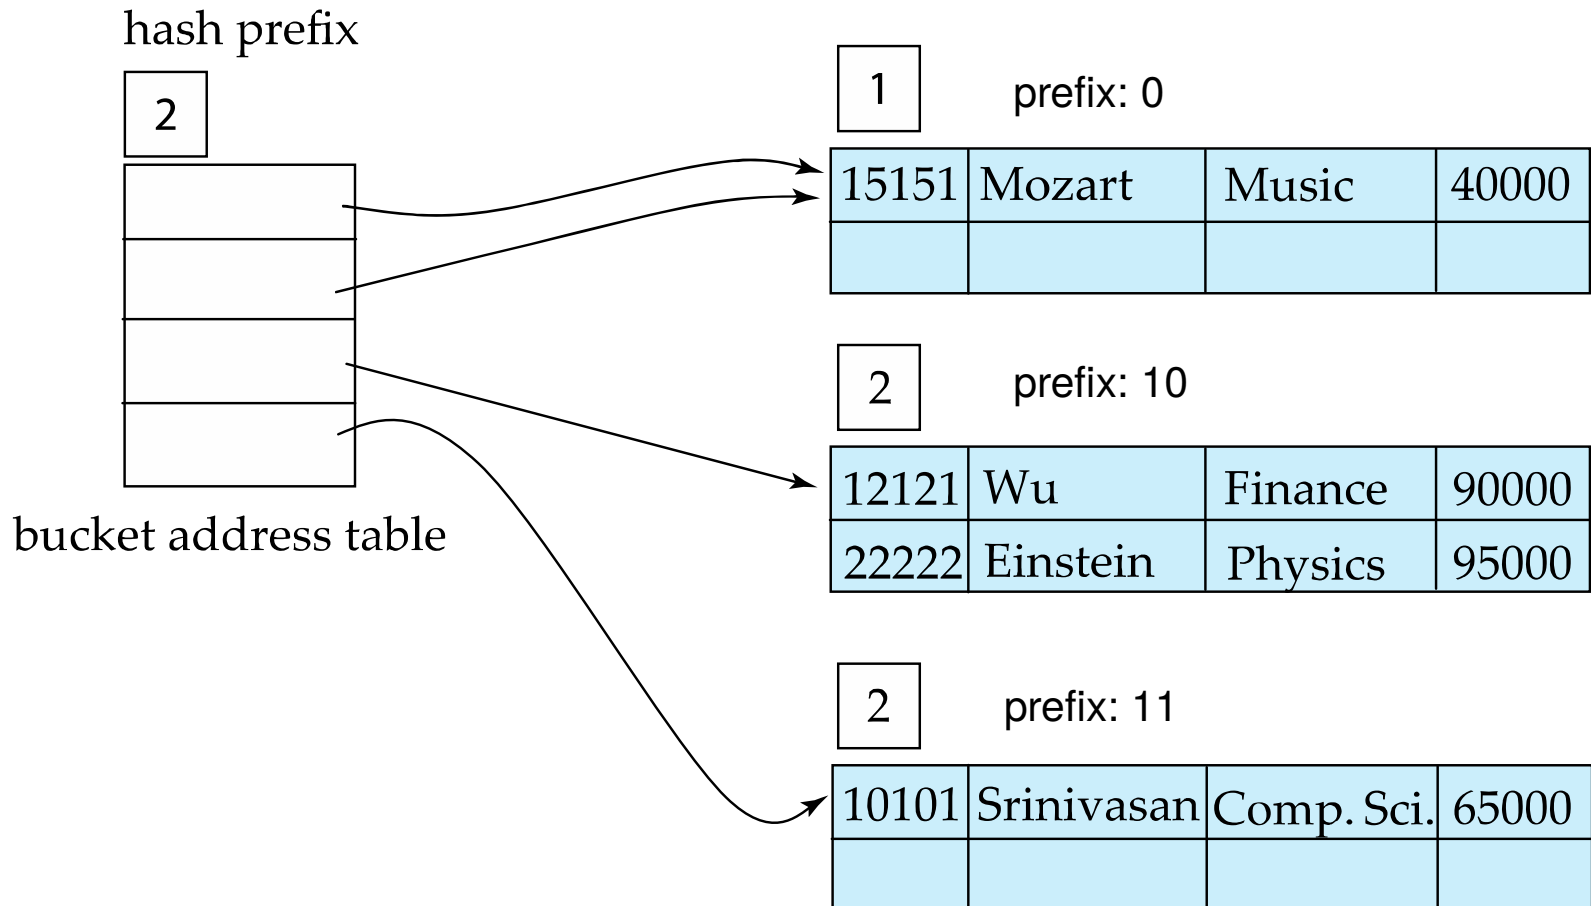 hash prefix
2
bucket address table
1
prefix: 0
15151 Mozart Music 40000
2
prefix: 10
12121 Wu Finance 90000
22222 Einstein Physics 95000
2
prefix: 11
10101 Srinivasan Comp. Sci. 65000